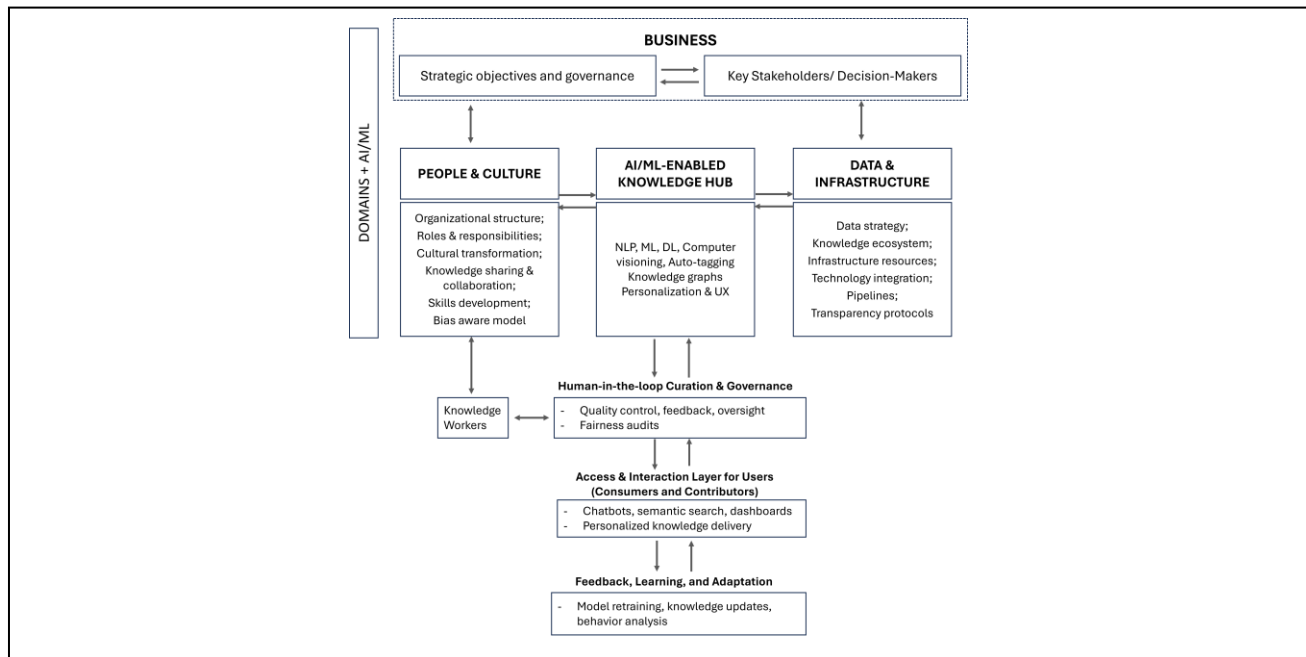 DOMAINS + AI/ML
BUSINESS
Strategic objectives and governance
Key Stakeholders/ Decision-Makers
PEOPLE & CULTURE
Organizational structure;
Roles & responsibilities;
Cultural transformation;
Knowledge sharing &
collaboration;
Skills development;
Bias aware model
AI/ML-ENABLED
KNOWLEDGE HUB
NLP, ML, DL, Computer
visioning, Auto-tagging
Knowledge graphs
Personalization & UX
DATA &
INFRASTRUCTURE
Data strategy;
Knowledge ecosystem;
Infrastructure resources;
Technology integration;
Pipelines;
Transparency protocols
Knowledge
Workers
Human-in-the-loop Curation & Governance
- Quality control, feedback, oversight
- Fairness audits
Access & Interaction Layer for Users
(Consumers and Contributors)
- Chatbots, semantic search, dashboards
- Personalized knowledge delivery
Feedback, Learning, and Adaptation
- Model retraining, knowledge updates,
behavior analysis